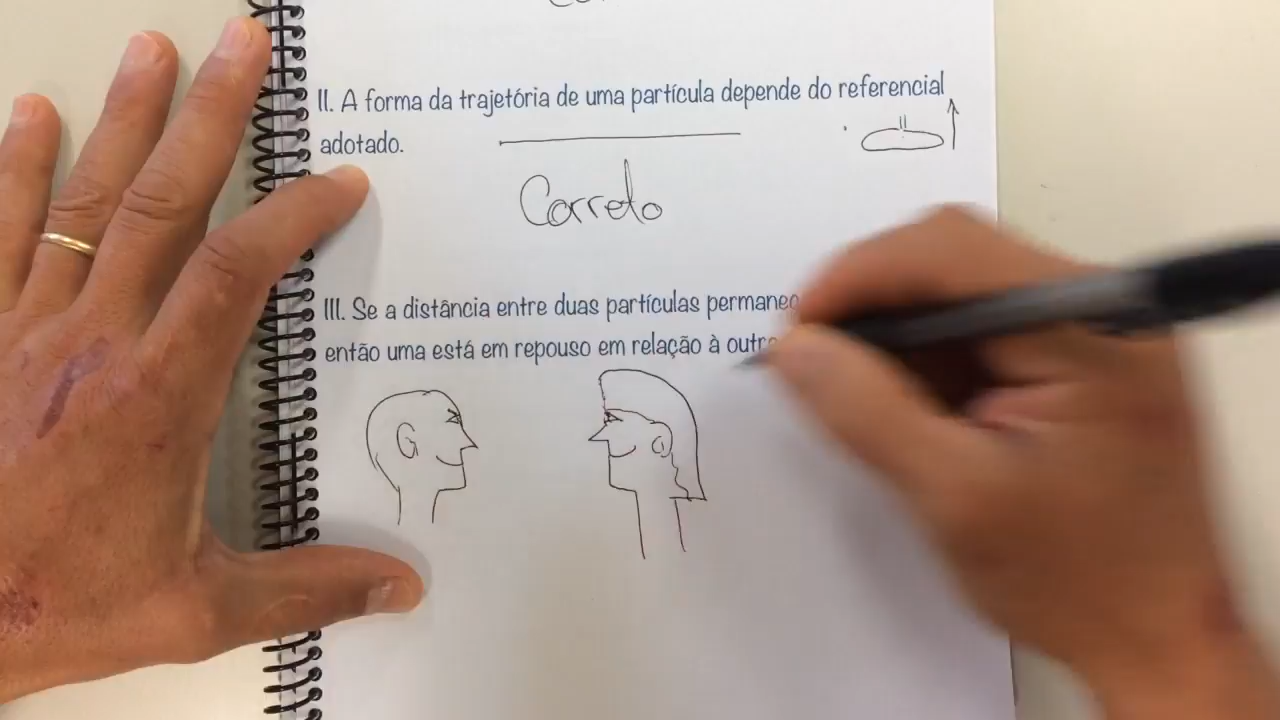 II. A forma da trajetória de uma partícula depende do referencial
adotado.
Correto
III. Se a distância entre duas partículas
então uma está em repouso em relação à